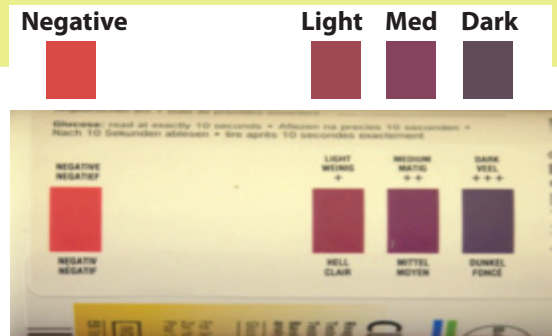 Negative Light Med Dark
Glucose: read at exactly 10 seconds • Aflezen na precies 10 seconden •
Nach 10 Sekunden ablesen • lire après 10 secondes exactement
NEGATIVE LIGHT MEDIUM DARK
NEGATIEF WEINIG MATIG VEEL
+ ++ +++
NEGATIV HELL MITTEL DUNKEL
NÉGATIF CLAIR MOYEN FONCÉ